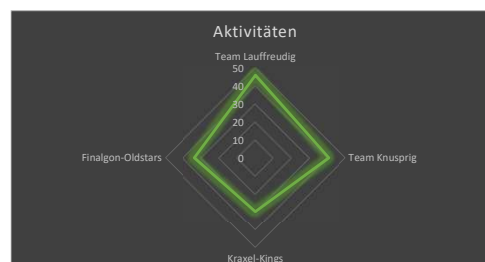 Aktivitäten
Team Lauffreudig
50
40
30
20
10
0
Finalgon-Oldstars
Team Knusprig
Kraxel-Kings